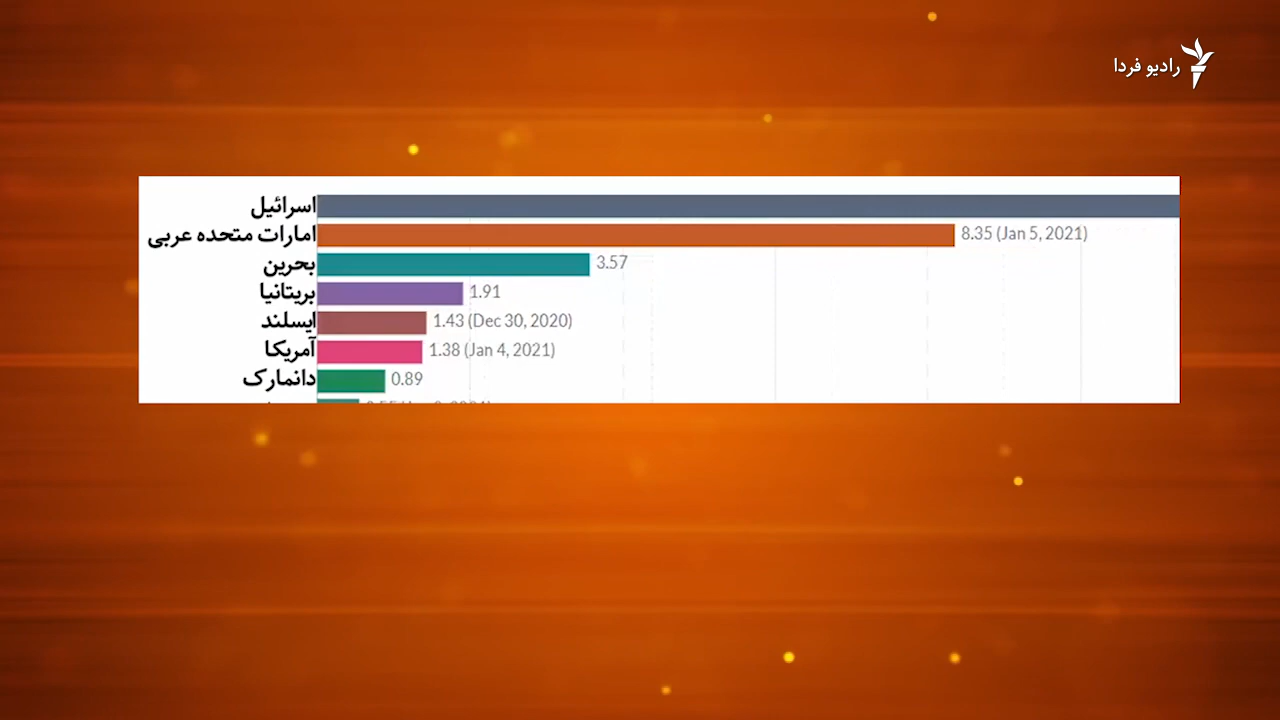 رادیو فردا
اسرائیل
امارات متحده عربی 8.35 (Jan 5, 2021)
بحرین 3.57
بریتانیا 1.91
ایسلند 1.43 (Dec 30, 2020)
آمریکا 1.38 (Jan 4, 2021)
دانمارک 0.89